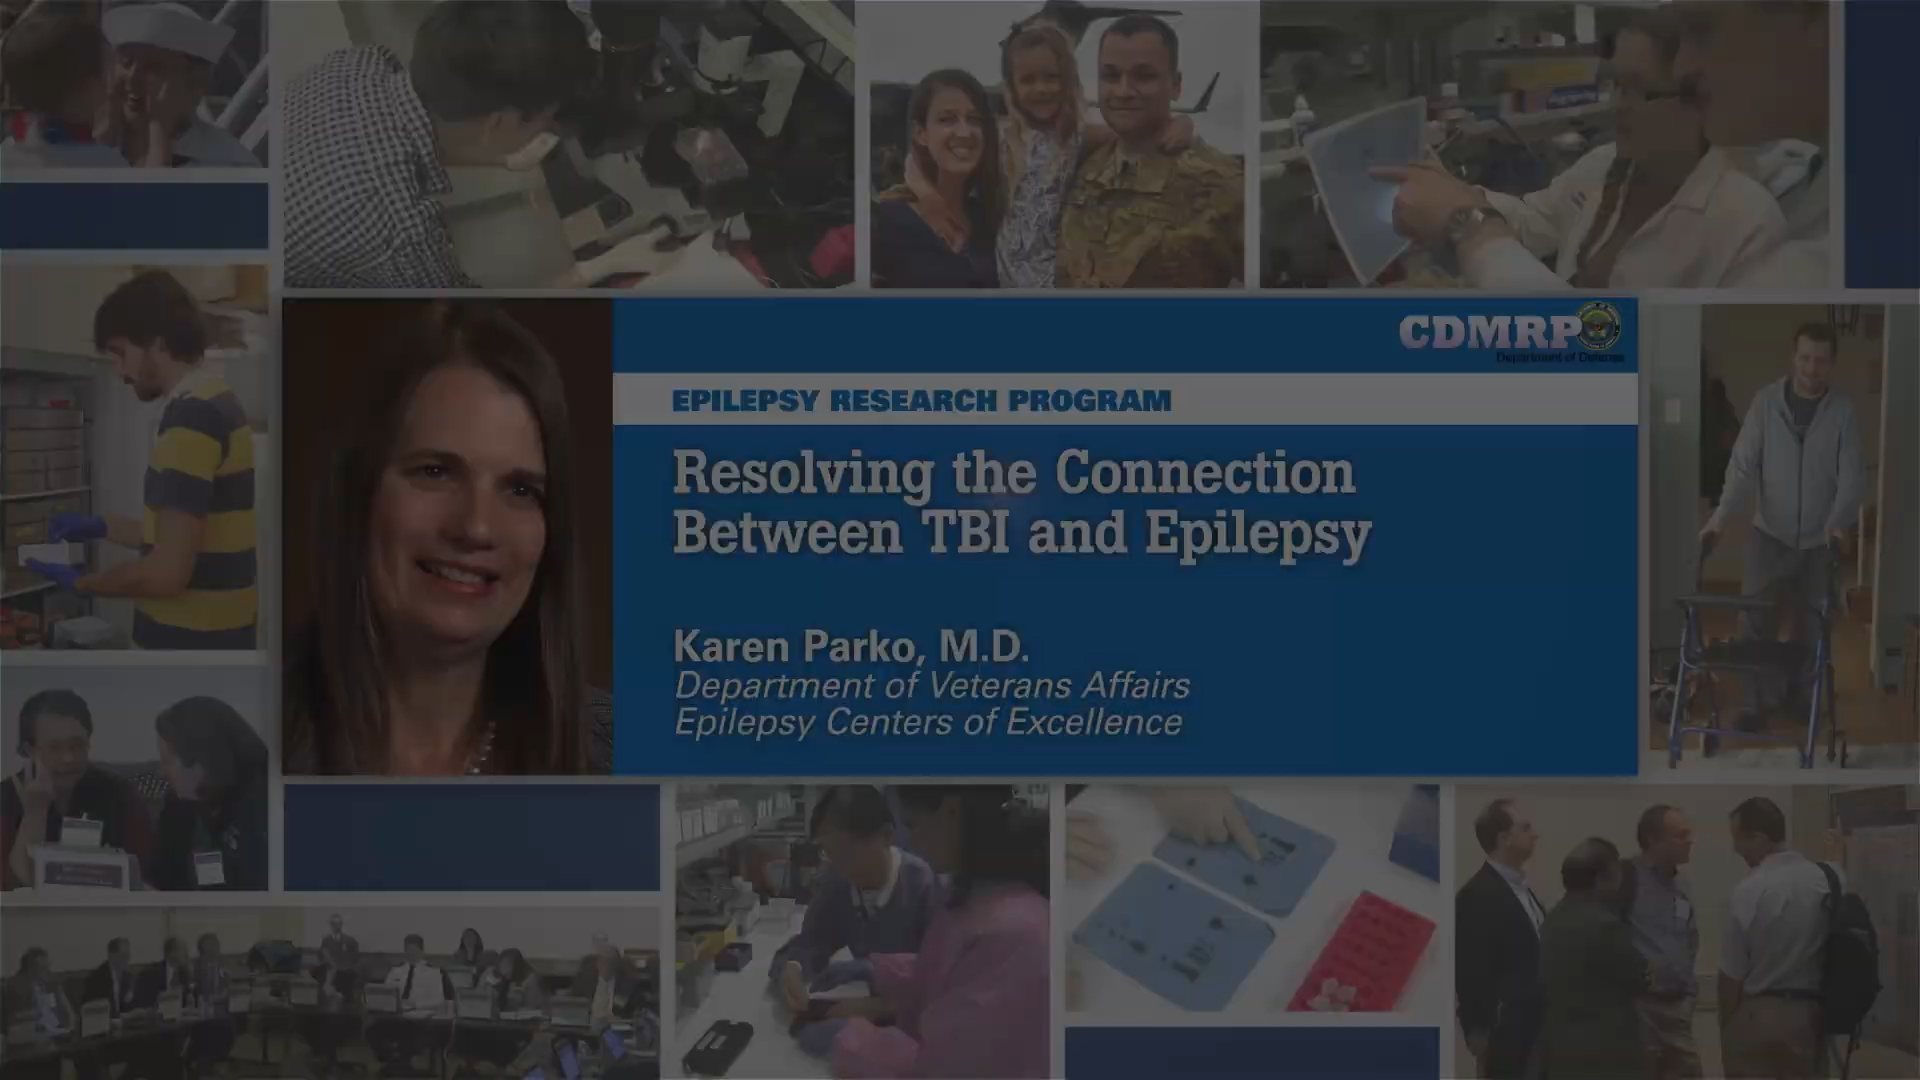 CDMRP
Department of Defense
EPILEPSY RESEARCH PROGRAM
Resolving the Connection
Between TBI and Epilepsy
Karen Parko, M.D.
Department of Veterans Affairs
Epilepsy Centers of Excellence